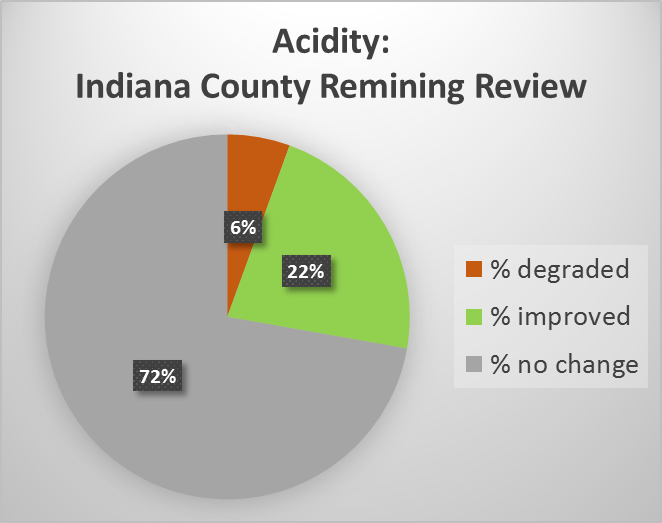 Acidity:
Indiana County Remining Review
6%
22%
72%
% degraded
% improved
% no change